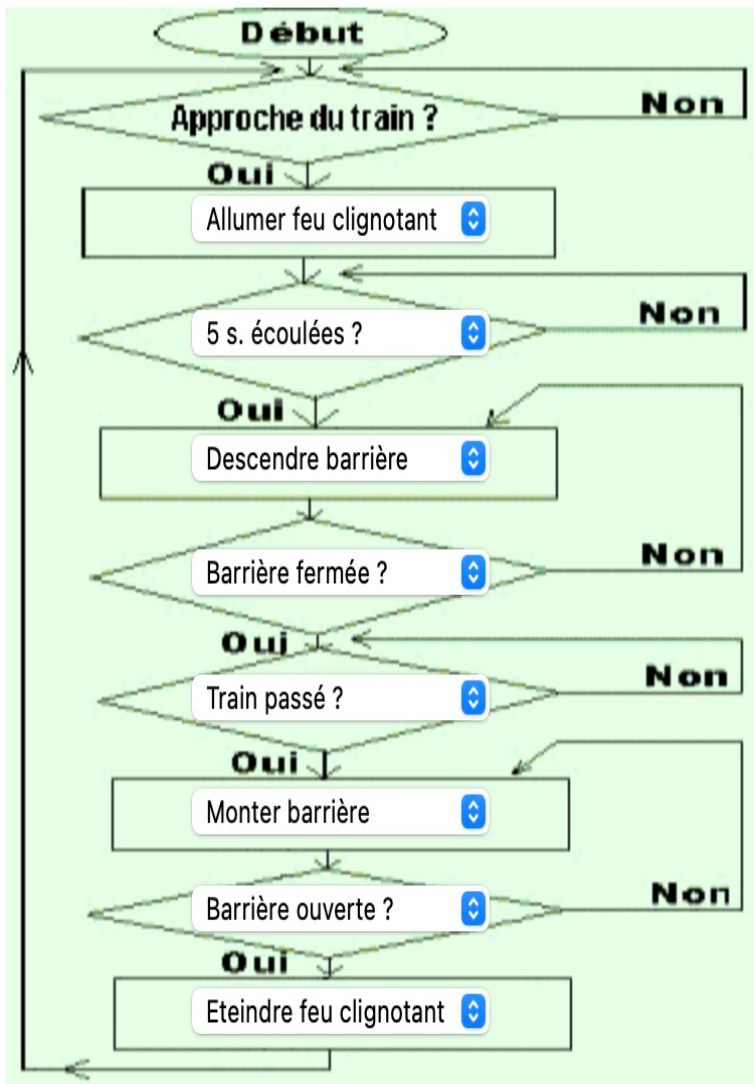 Début
Approche du train ?
Non
Oui
Allumer feu clignotant
5 s. écoulées ?
Non
Oui
Descendre barrière
Barrière fermée ?
Non
Oui
Train passé ?
Non
Oui
Monter barrière
Barrière ouverte ?
Non
Oui
Eteindre feu clignotant